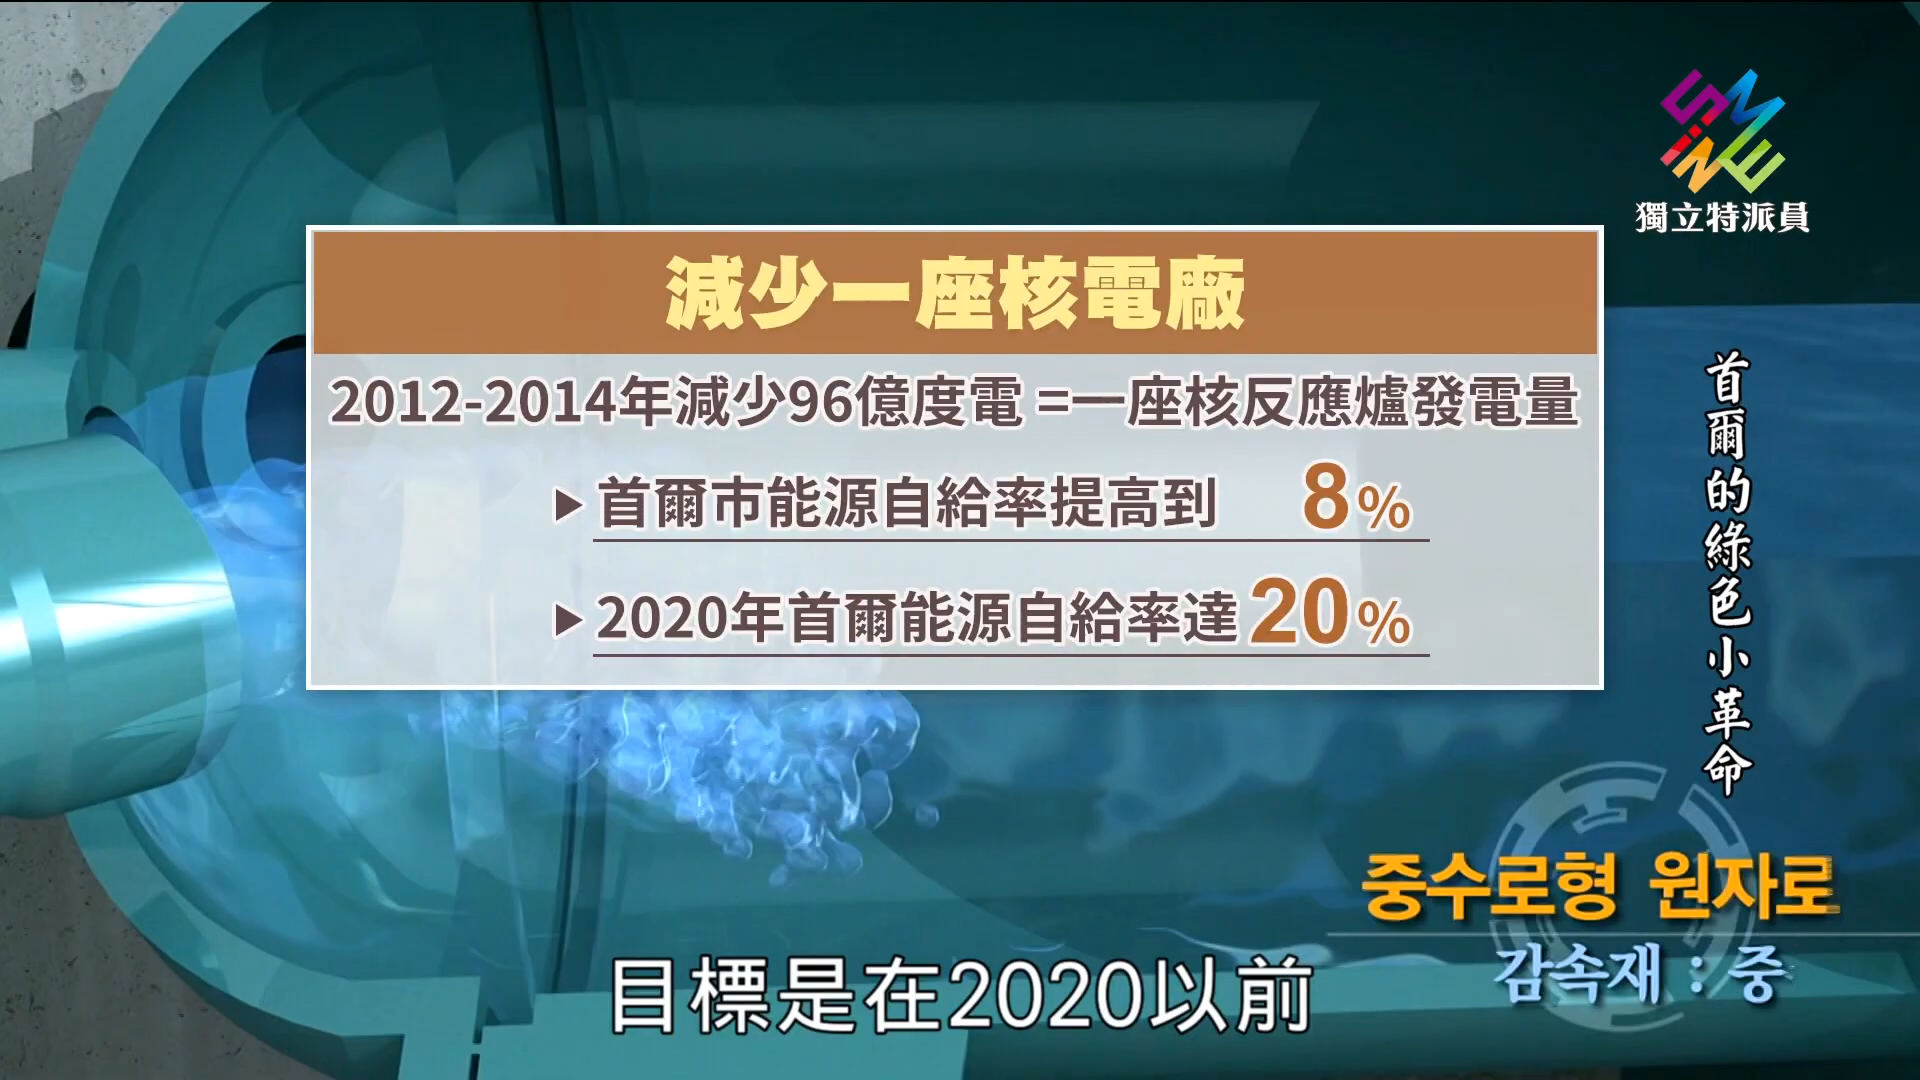 INNEWS
獨立特派員
減少一座核電廠
2012-2014年減少96億度電 =一座核反應爐發電量
▶首爾市能源自給率提高到 8%
▶2020年首爾能源自給率達20%
首爾的綠色小革命
중수로형 원자로
감속재 : 중
目標是在2020以前